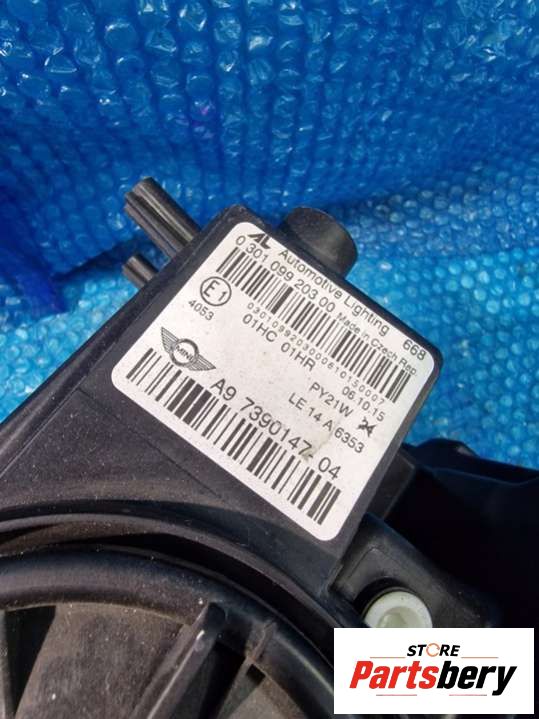 AL Automotive Lighting 668
0 301 099 203 00 Made in Czech Rep.
E1
4053
0301099203000610150007
01HC 01HR 06.10.15
PY21W
LE 14 A 6353
MINI
A9 7390147-04
STORE
Partsbery